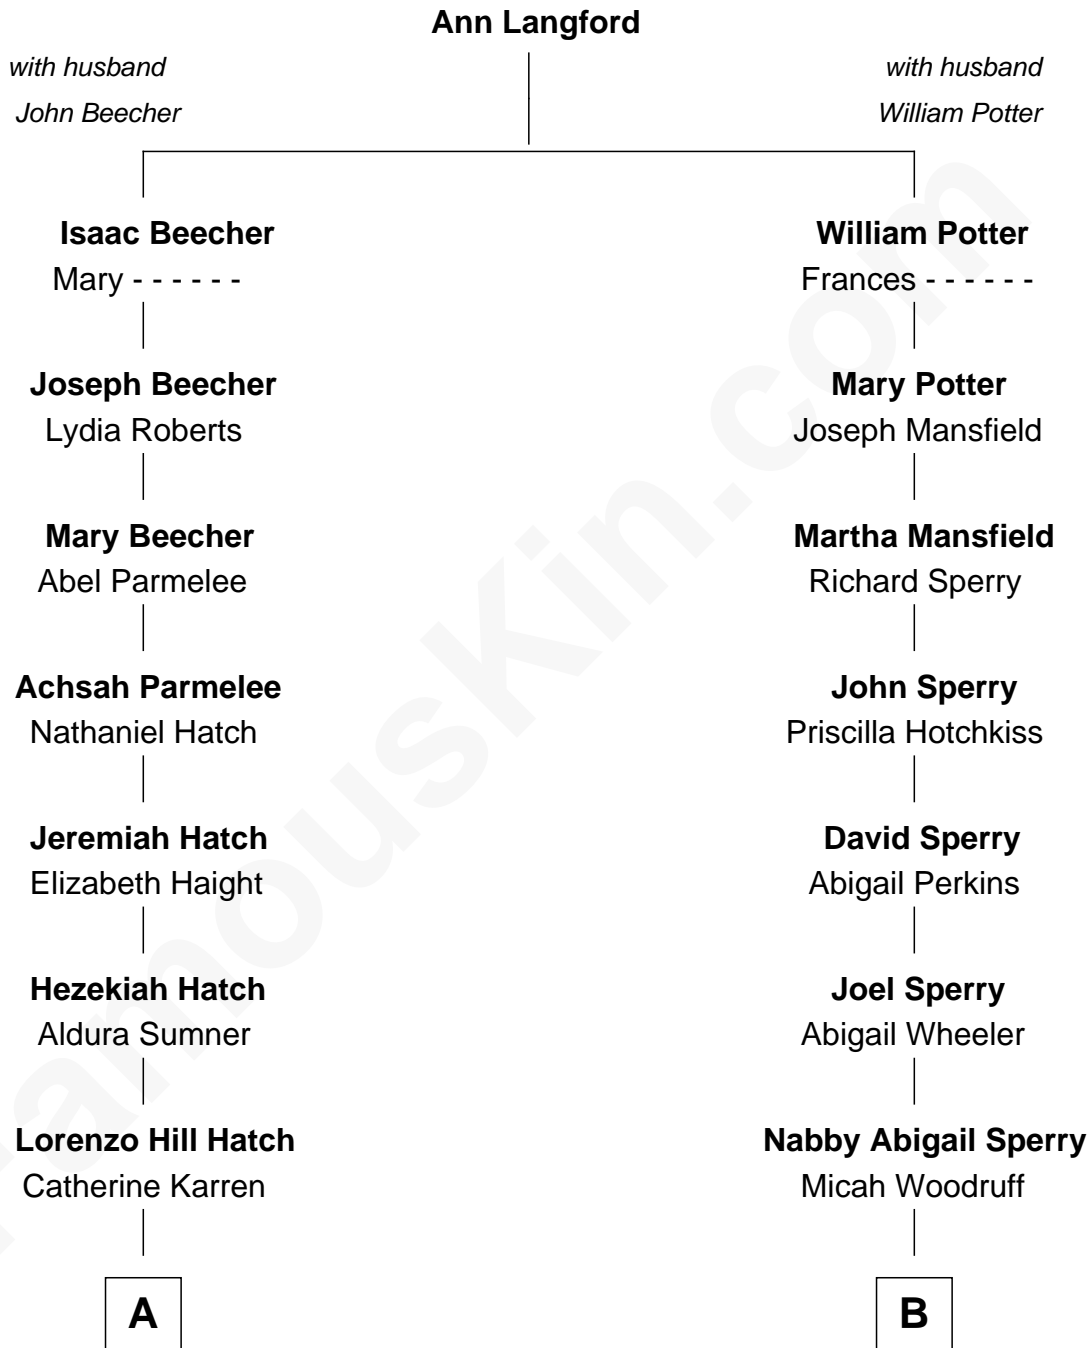 Ann Langford
with husband
John Beecher
with husband
William Potter
Isaac Beecher
Mary - - - - - -
William Potter
Frances - - - - - -
Joseph Beecher
Lydia Roberts
Mary Potter
Joseph Mansfield
Mary Beecher
Abel Parmelee
Martha Mansfield
Richard Sperry
Achsah Parmelee
Nathaniel Hatch
John Sperry
Priscilla Hotchkiss
Jeremiah Hatch
Elizabeth Haight
David Sperry
Abigail Perkins
Hezekiah Hatch
Aldura Sumner
Joel Sperry
Abigail Wheeler
Lorenzo Hill Hatch
Catherine Karren
Nabby Abigail Sperry
Micah Woodruff
A
B
FamousKin.com